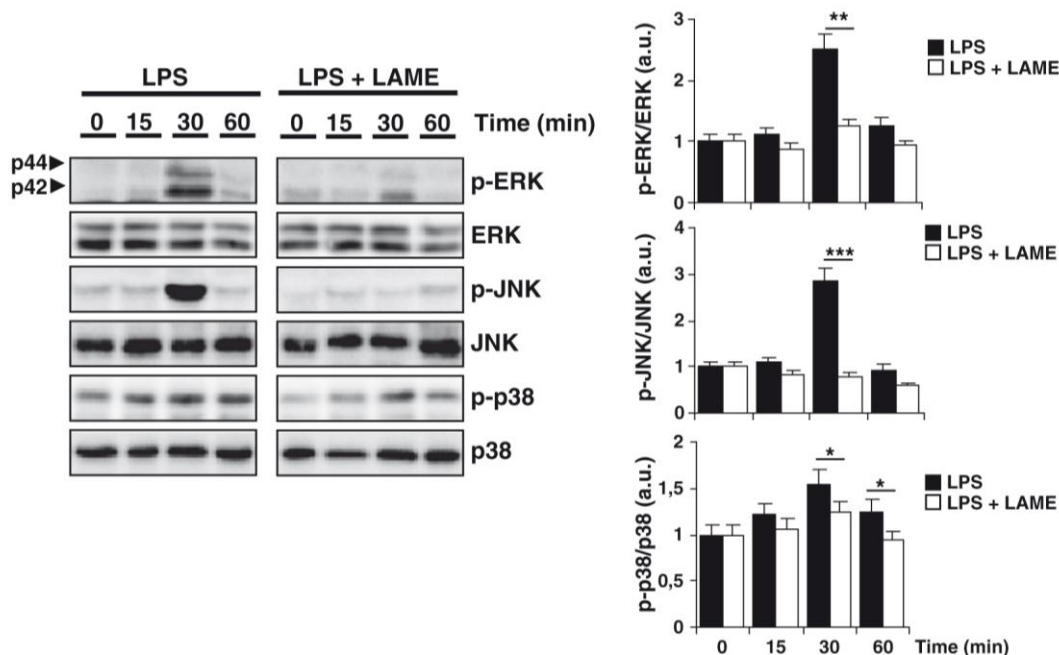 LPS LPS + LAME
0 15 30 60 0 15 30 60 Time (min)
p44
p42
p-ERK
ERK
p-JNK
JNK
p-p38
p38
p-ERK/ERK (a.u.)
3
2
1
0
**
LPS
LPS + LAME
p-JNK/JNK (a.u.)
4
3
2
1
0
***
LPS
LPS + LAME
p-p38/p38 (a.u.)
2
1,5
1
0,5
0
*
*
LPS
LPS + LAME
0 15 30 60 Time (min)